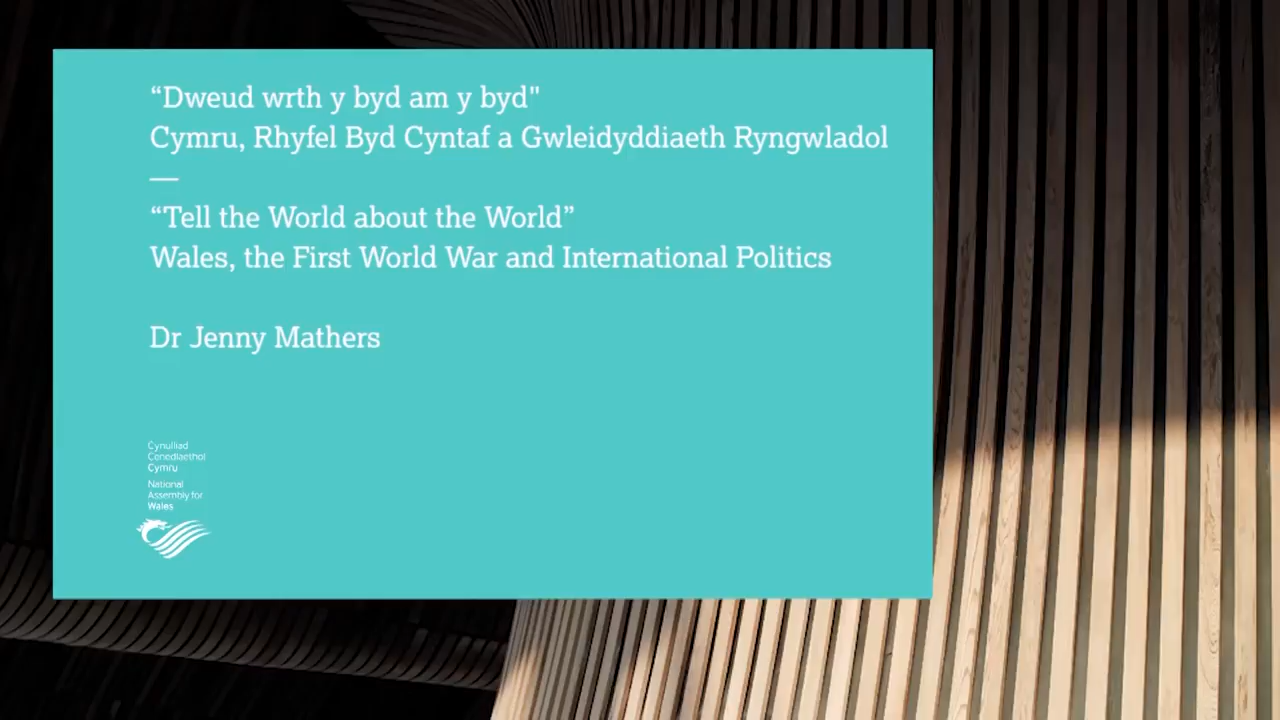 “Dweud wrth y byd am y byd"
Cymru, Rhyfel Byd Cyntaf a Gwleidyddiaeth Ryngwladol
—
“Tell the World about the World”
Wales, the First World War and International Politics
Dr Jenny Mathers
Cynulliad
Cenedlaethol
Cymru
National
Assembly for
Wales